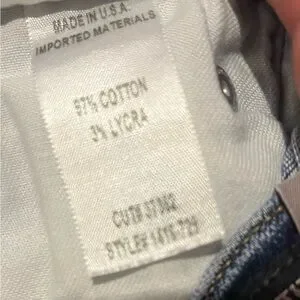 MADE IN U.S.A.
IMPORTED MATERIALS
97% COTTON
3% LYCRA
CUT#
STYLE#